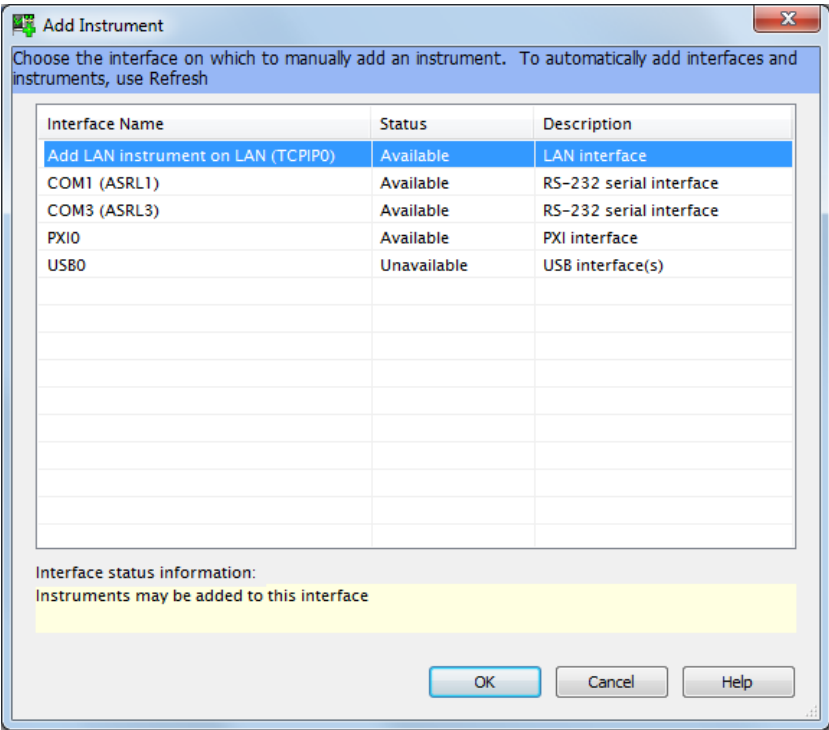 Add Instrument
Choose the interface on which to manually add an instrument.  To automatically add interfaces and
instruments, use Refresh
Interface Name Status Description
Add LAN instrument on LAN (TCPIP0) Available LAN interface
COM1 (ASRL1) Available RS-232 serial interface
COM3 (ASRL3) Available RS-232 serial interface
PXI0 Available PXI interface
USB0 Unavailable USB interface(s)
Interface status information:
Instruments may be added to this interface
OK Cancel Help